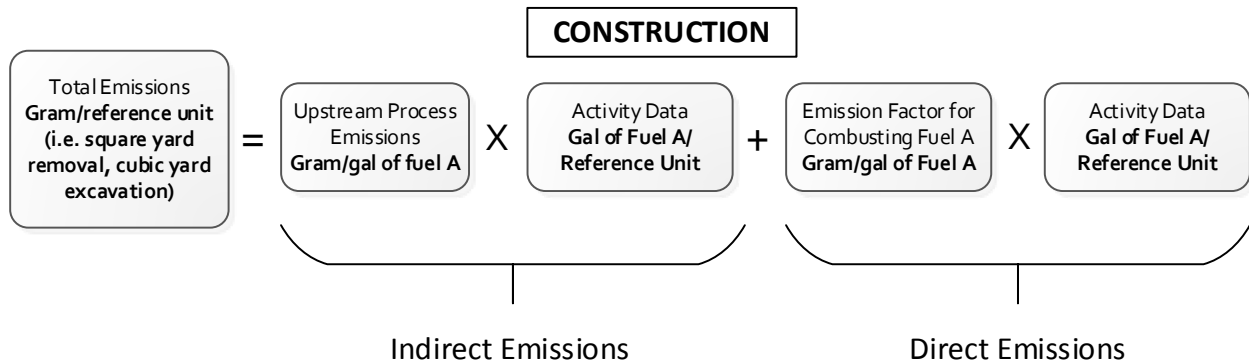 CONSTRUCTION
Total Emissions
Gram/reference unit
(i.e. square yard
removal, cubic yard
excavation)
=
Upstream Process
Emissions
Gram/gal of fuel A
X
Activity Data
Gal of Fuel A/
Reference Unit
+
Emission Factor for
Combusting Fuel A
Gram/gal of Fuel A
X
Activity Data
Gal of Fuel A/
Reference Unit
Indirect Emissions
Direct Emissions